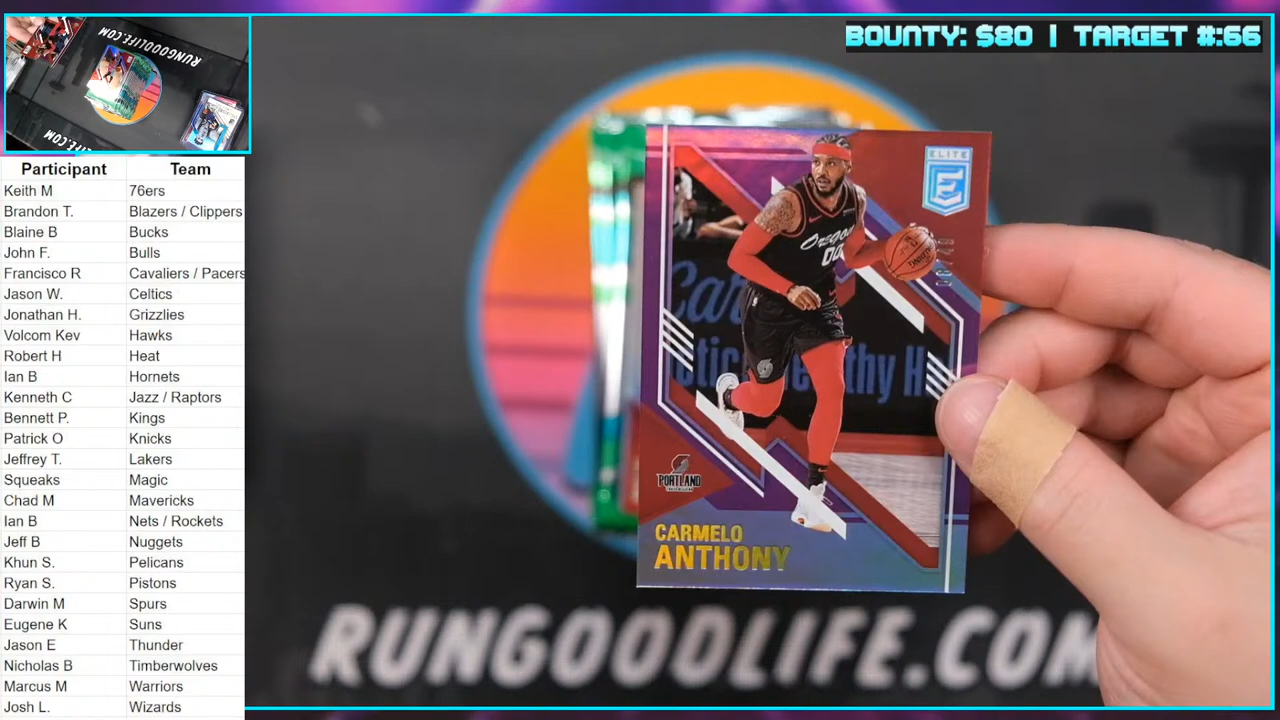 BOUNTY: $80 | TARGET #:66
RUNGOODLIFE.COM
LIFE.COM
Participant Team
Keith M 76ers
Brandon T. Blazers / Clippers
Blaine B Bucks
John F. Bulls
Francisco R Cavaliers / Pacers
Jason W. Celtics
Jonathan H. Grizzlies
Volcom Kev Hawks
Robert H Heat
Ian B Hornets
Kenneth C Jazz / Raptors
Bennett P. Kings
Patrick O Knicks
Jeffrey T. Lakers
Squeaks Magic
Chad M Mavericks
Ian B Nets / Rockets
Jeff B Nuggets
Khun S. Pelicans
Ryan S. Pistons
Darwin M Spurs
Eugene K Suns
Jason E Thunder
Nicholas B Timberwolves
Marcus M Warriors
Josh L. Wizards
ELITE
E
Oregon
00
PORTLAND
CARMELO
ANTHONY
RUNGOODLIFE.COM